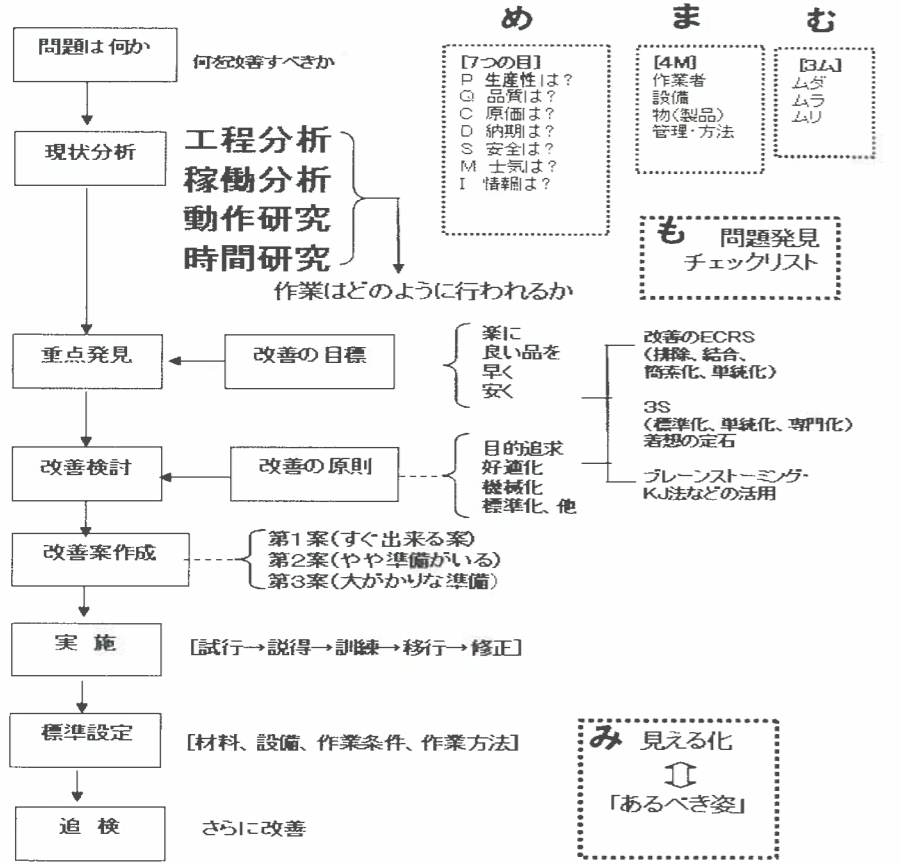 め
ま
む
問題は何か
何を改善すべきか
[7つの目]
P 生産性は?
Q 品質は?
C 原価は?
D 納期は?
S 安全は?
M 士気は?
I 情報は?
[4M]
作業者
設備
物(製品)
管理・方法
[3ム]
ムダ
ムラ
ムリ
現状分析
工程分析
稼働分析
動作研究
時間研究
作業はどのように行われるか
も 問題発見
チェックリスト
重点発見
改善の目標
楽に
良い品を
早く
安く
改善のECRS
(排除、結合、
簡素化、単純化)
3S
(標準化、単純化、専門化)
着想の定石
ブレーンストーミング・
KJ法などの活用
改善検討
改善の原則
目的追求
好適化
機械化
標準化、他
改善案作成
第1案(すぐ出来る案)
第2案(やや準備がいる)
第3案(大がかりな準備)
実 施
[試行→説得→訓練→移行→修正]
標準設定
[材料、設備、作業条件、作業方法]
み 見える化
「あるべき姿」
追 検
さらに改善